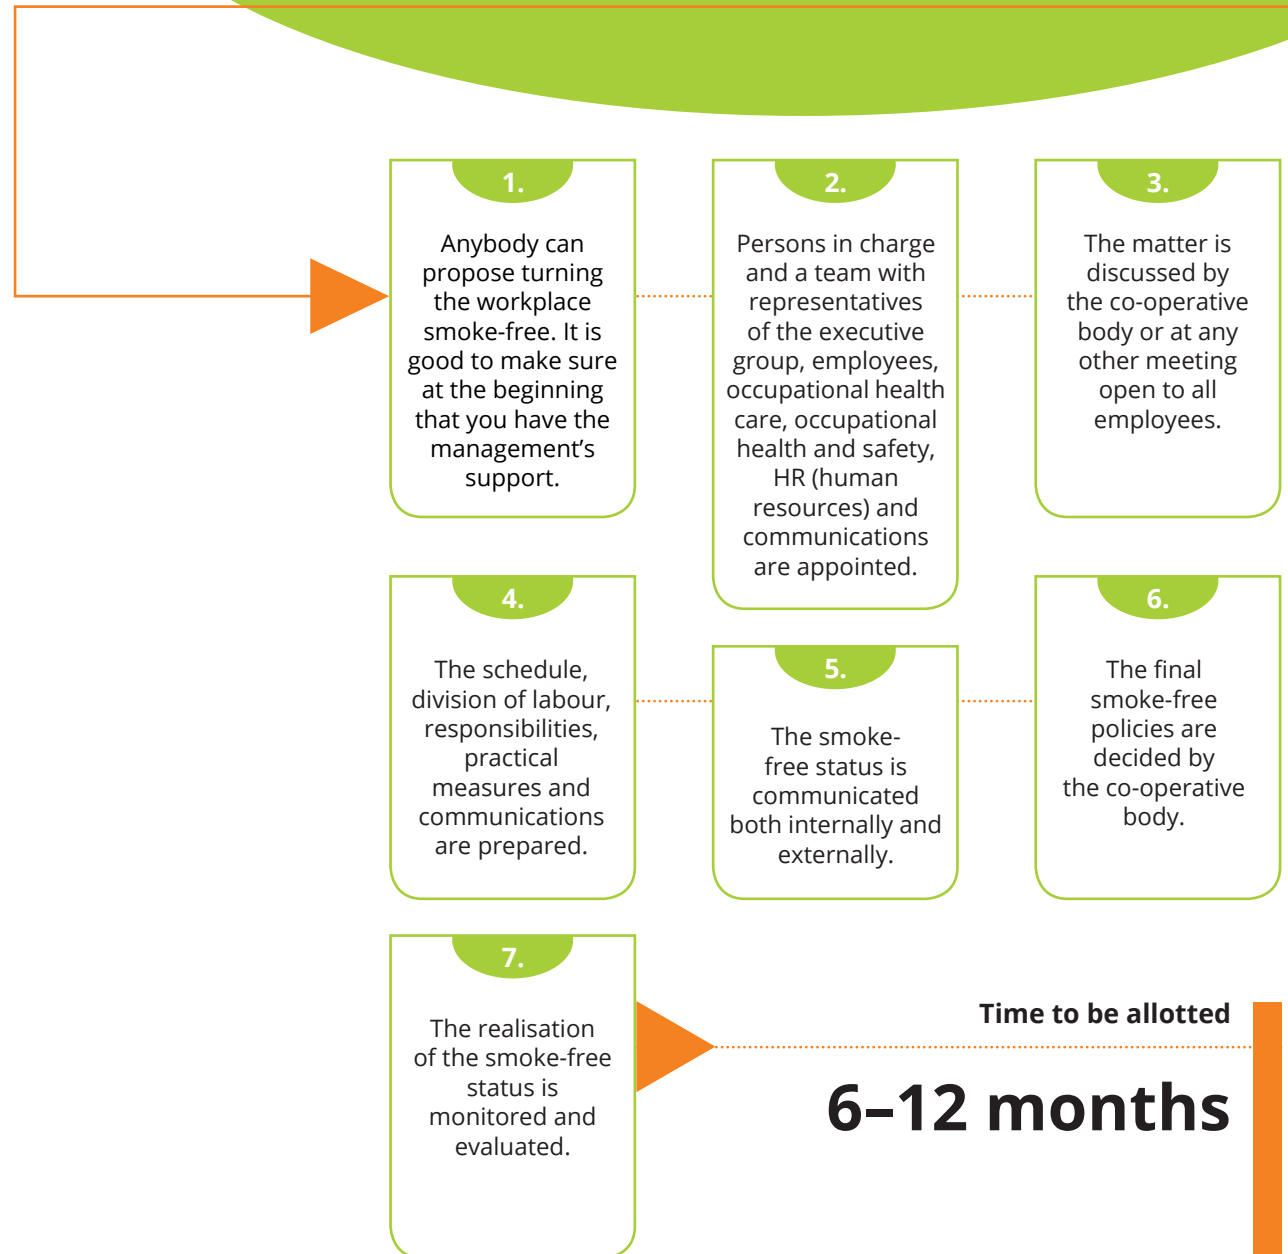 1.
Anybody can
propose turning
the workplace
smoke-free. It is
good to make sure
at the beginning
that you have the
management’s
support.
2.
Persons in charge
and a team with
representatives
of the executive
group, employees,
occupational health
care, occupational
health and safety,
HR (human
resources) and
communications
are appointed.
3.
The matter is
discussed by
the co-operative
body or at any
other meeting
open to all
employees.
4.
The schedule,
division of labour,
responsibilities,
practical
measures and
communications
are prepared.
5.
The smoke-
free status is
communicated
both internally and
externally.
6.
The final
smoke-free
policies are
decided by
the co-operative
body.
7.
The realisation
of the smoke-free
status is
monitored and
evaluated.
Time to be allotted
6–12 months